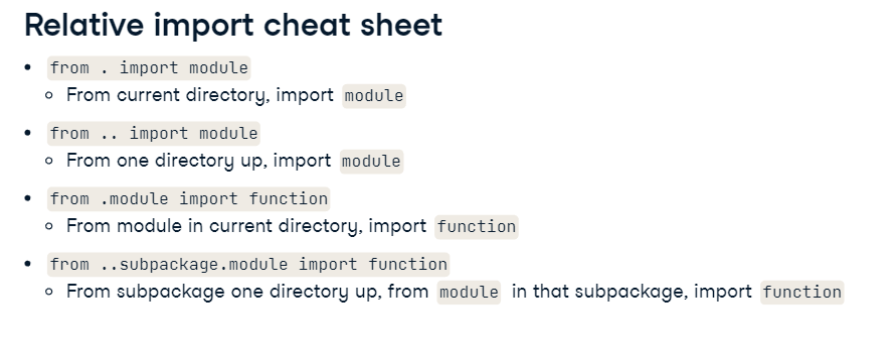 Relative import cheat sheet
• from . import module
◦ From current directory, import module
• from .. import module
◦ From one directory up, import module
• from .module import function
◦ From module in current directory, import function
• from ..subpackage.module import function
◦ From subpackage one directory up, from module in that subpackage, import function